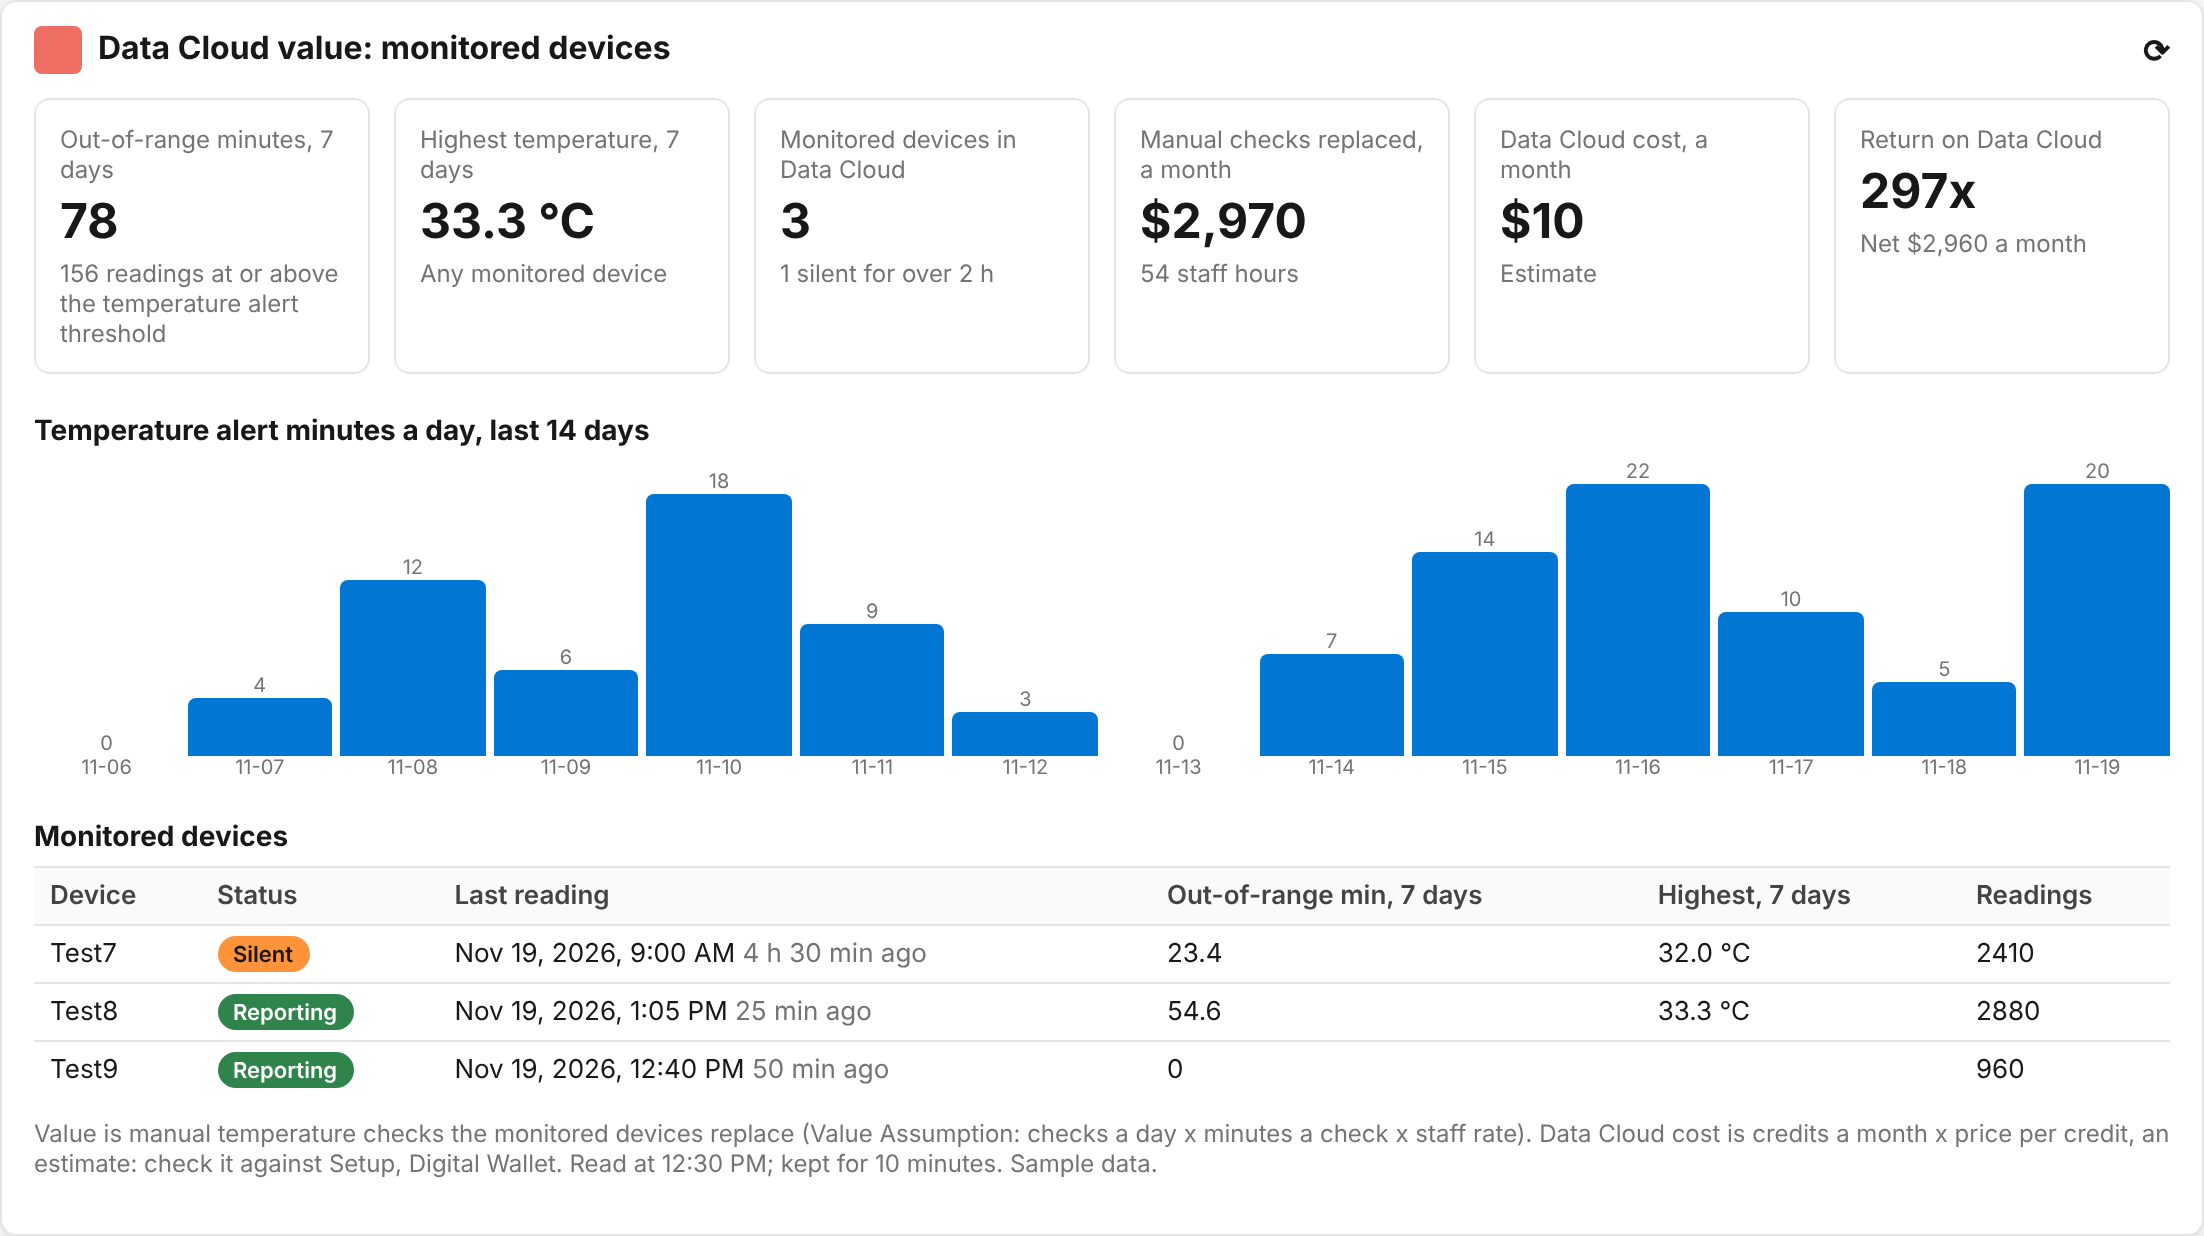 Data Cloud value: monitored devices
⟳
Out-of-range minutes, 7
days
78
156 readings at or above
the temperature alert
threshold
Highest temperature, 7
days
33.3 °C
Any monitored device
Monitored devices in
Data Cloud
3
1 silent for over 2 h
Manual checks replaced,
a month
$2,970
54 staff hours
Data Cloud cost, a
month
$10
Estimate
Return on Data Cloud
297x
Net $2,960 a month
Temperature alert minutes a day, last 14 days
0 4 12 6 18 9 3 0 7 14 22 10 5 20
11-06 11-07 11-08 11-09 11-10 11-11 11-12 11-13 11-14 11-15 11-16 11-17 11-18 11-19
Monitored devices
Device Status Last reading Out-of-range min, 7 days Highest, 7 days Readings
Test7 Silent Nov 19, 2026, 9:00 AM 4 h 30 min ago 23.4 32.0 °C 2410
Test8 Reporting Nov 19, 2026, 1:05 PM 25 min ago 54.6 33.3 °C 2880
Test9 Reporting Nov 19, 2026, 12:40 PM 50 min ago 0 960
Value is manual temperature checks the monitored devices replace (Value Assumption: checks a day x minutes a check x staff rate). Data Cloud cost is credits a month x price per credit, an
estimate: check it against Setup, Digital Wallet. Read at 12:30 PM; kept for 10 minutes. Sample data.